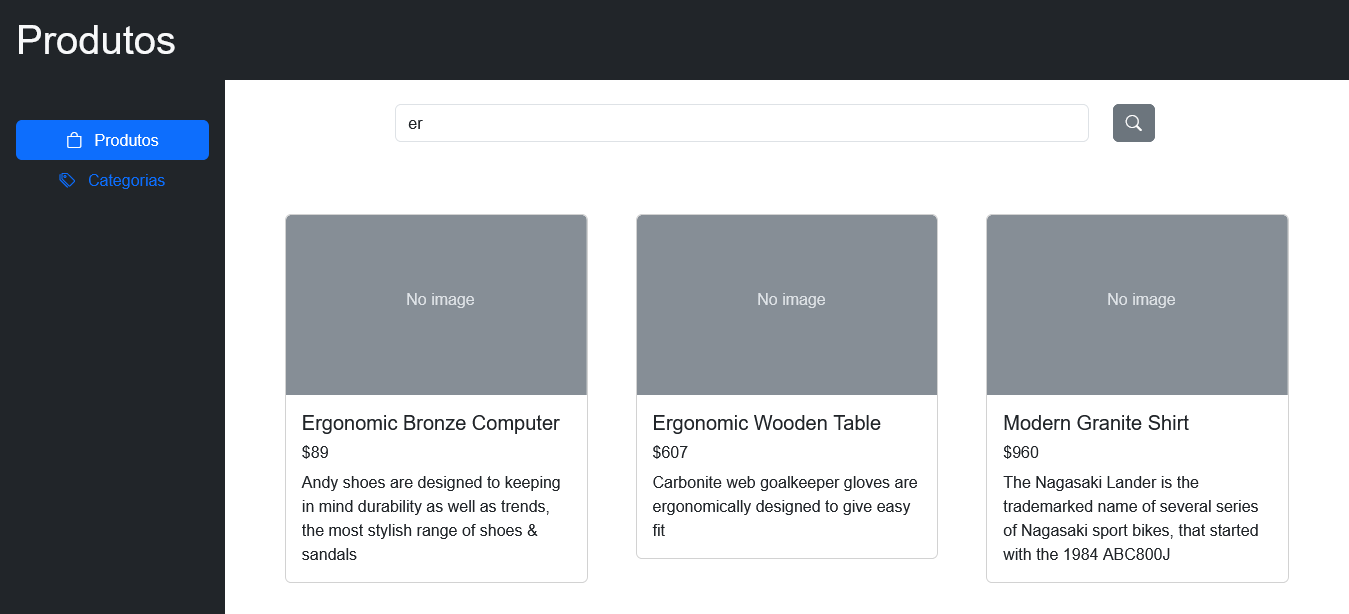 Produtos
Produtos
Categorias
er
No image
Ergonomic Bronze Computer
$89
Andy shoes are designed to keeping
in mind durability as well as trends,
the most stylish range of shoes &
sandals
No image
Ergonomic Wooden Table
$607
Carbonite web goalkeeper gloves are
ergonomically designed to give easy
fit
No image
Modern Granite Shirt
$960
The Nagasaki Lander is the
trademarked name of several series
of Nagasaki sport bikes, that started
with the 1984 ABC800J